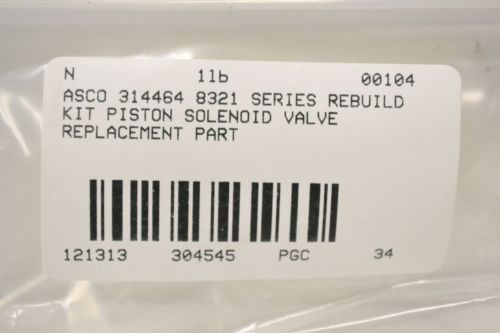 N 1lb 00104
ASCO 314464 8321 SERIES REBUILD
KIT PISTON SOLENOID VALVE
REPLACEMENT PART
121313 304545 PGC 34